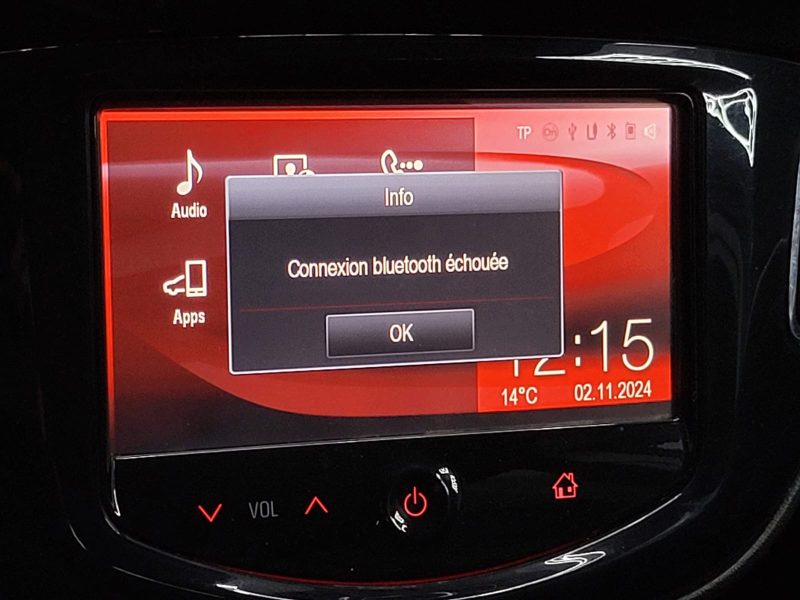 TP
Info
Audio
Connexion bluetooth échouée
Apps
OK
12:15
14°C 02.11.2024
VOL